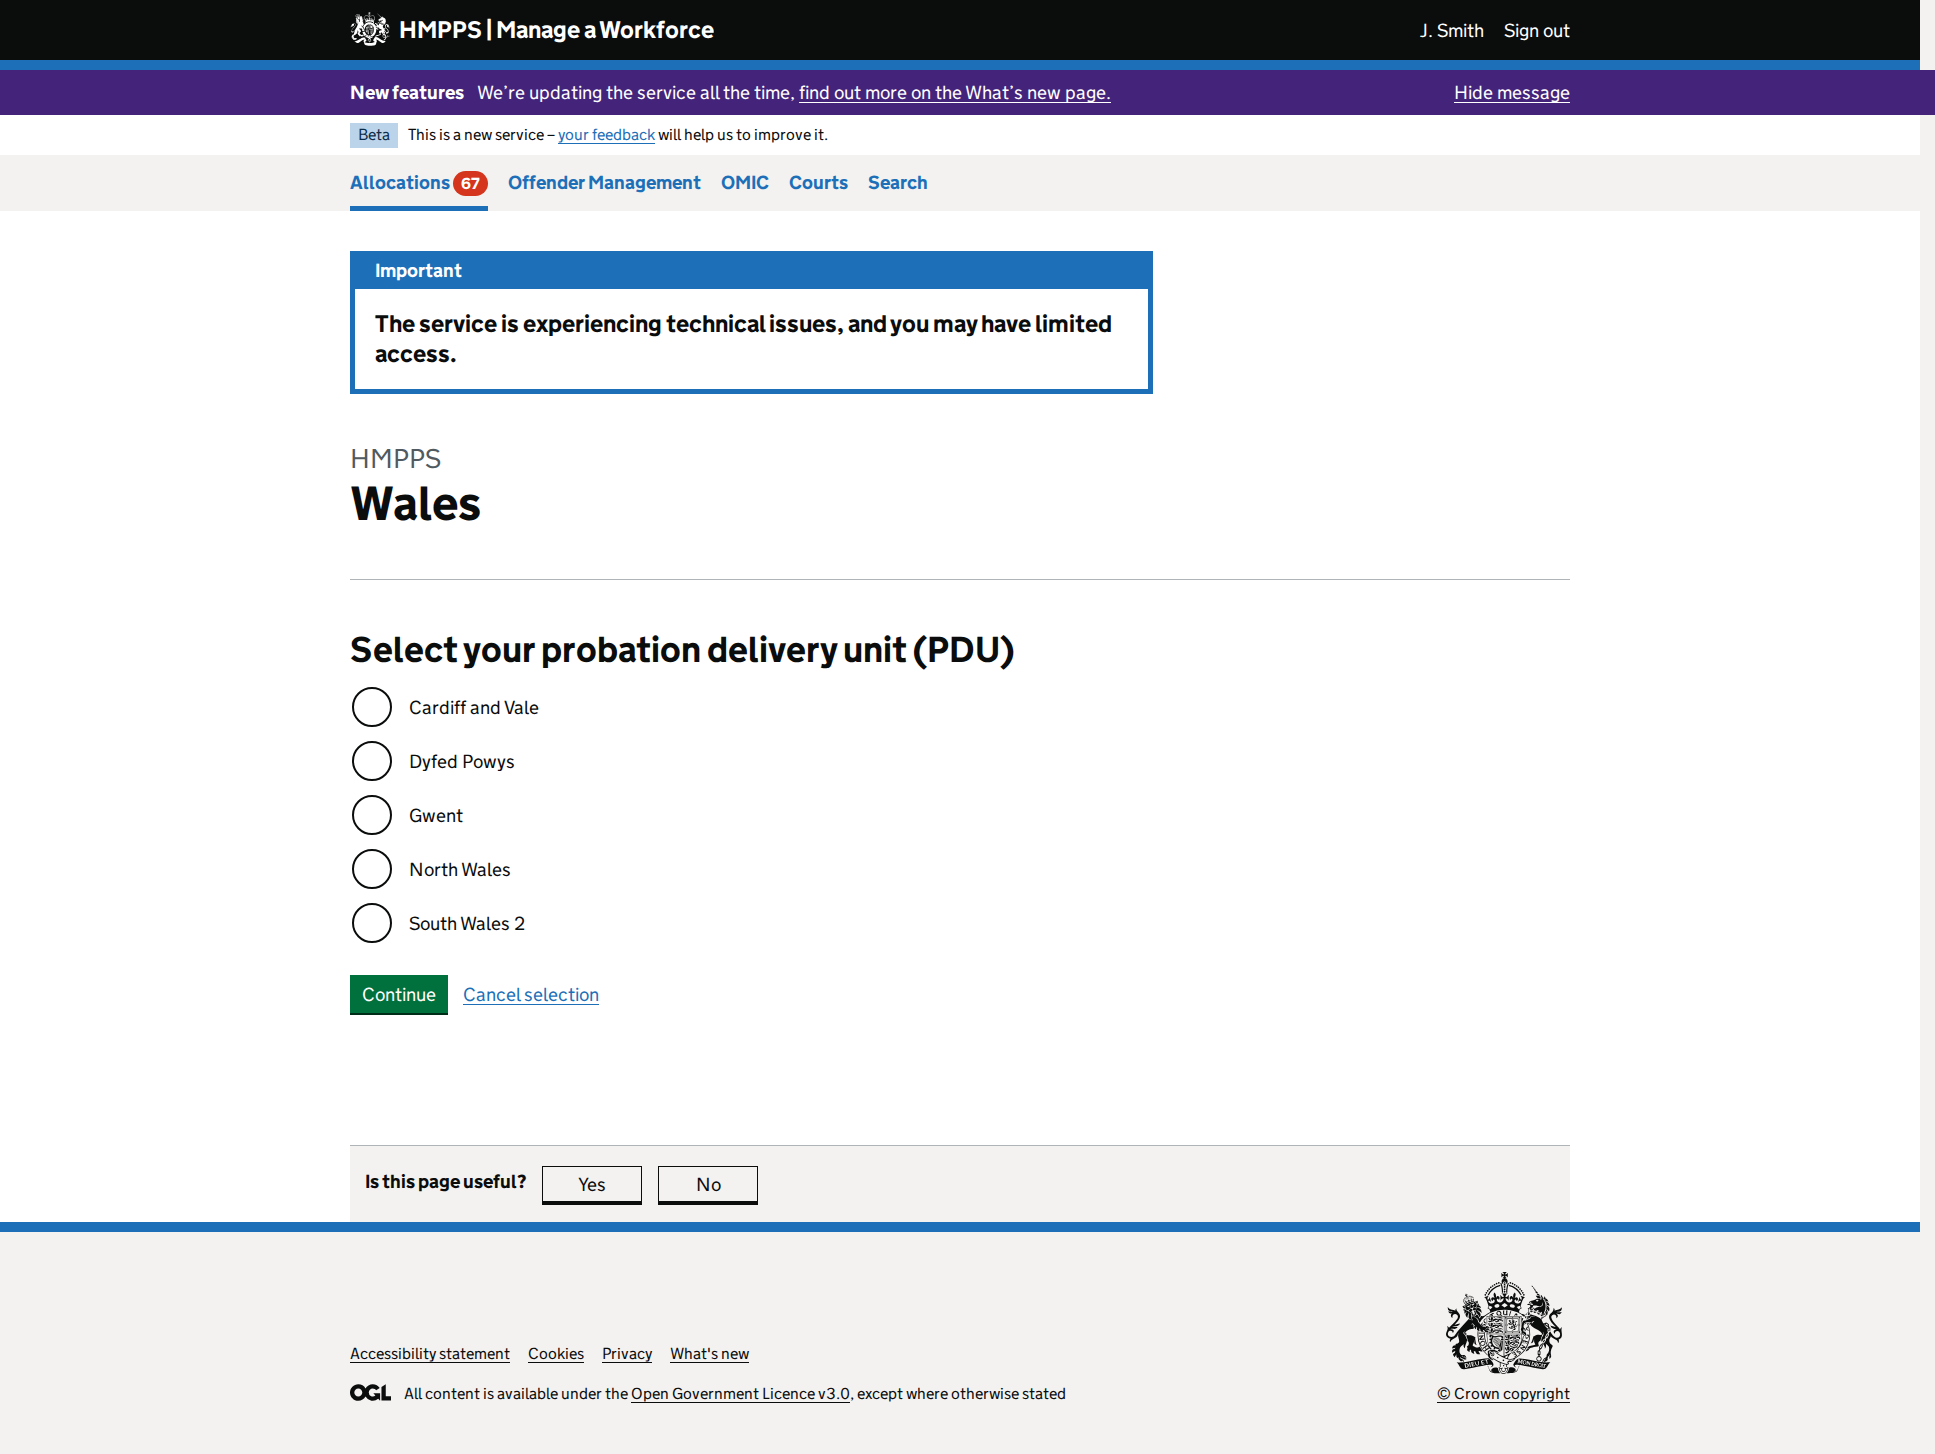 HMPPS | Manage a Workforce
J. Smith Sign out
New features We’re updating the service all the time, find out more on the What’s new page. Hide message
Beta This is a new service – your feedback will help us to improve it.
Allocations 67 Offender Management OMIC Courts Search
Important
The service is experiencing technical issues, and you may have limited
access.
HMPPS
Wales
Select your probation delivery unit (PDU)
Cardiff and Vale
Dyfed Powys
Gwent
North Wales
South Wales 2
Continue Cancel selection
Is this page useful? Yes No
Accessibility statement Cookies Privacy What's new
OGL All content is available under the Open Government Licence v3.0, except where otherwise stated
© Crown copyright